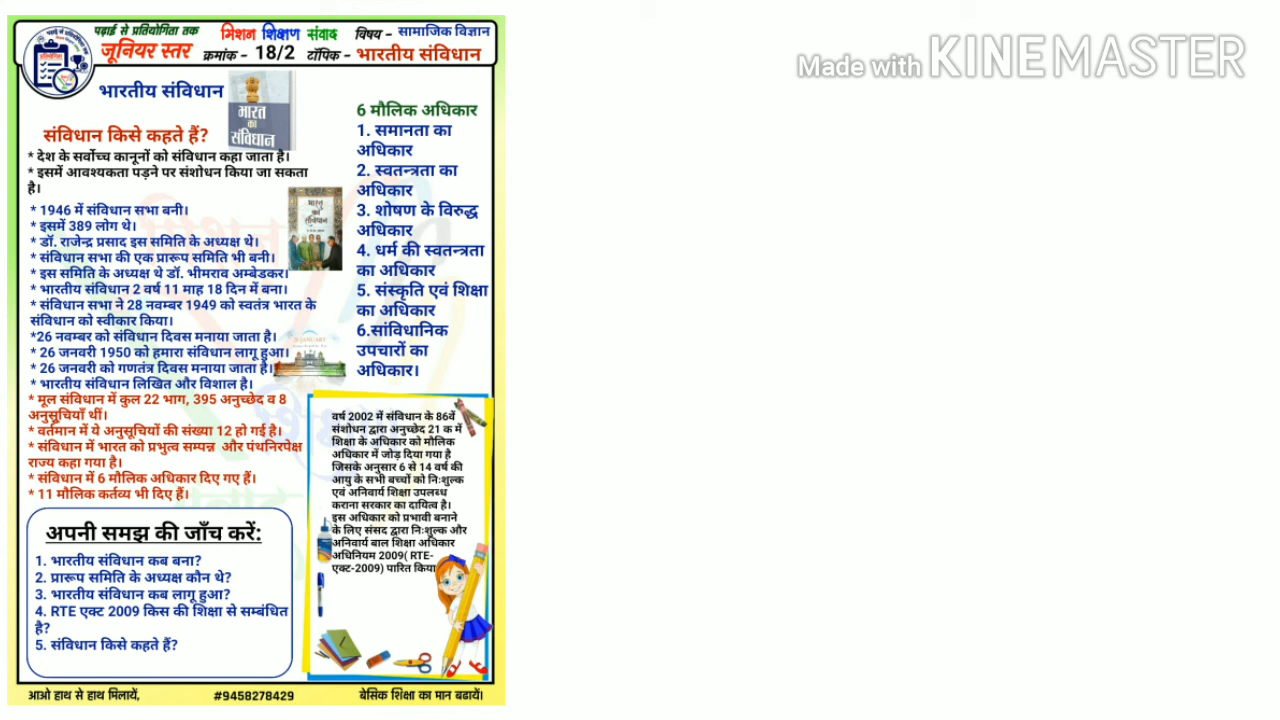 पढ़ाई से प्रतियोगिता तक
जूनियर स्तर
मिशन शिक्षण संवाद
विषय – सामाजिक विज्ञान
क्रमांक – 18/2 टॉपिक – भारतीय संविधान
Made with KINEMASTER
भारतीय संविधान
भारत
का
संविधान
संविधान किसे कहते हैं?
* देश के सर्वोच्च कानूनों को संविधान कहा जाता है।
* इसमें आवश्यकता पड़ने पर संशोधन किया जा सकता
है।
* 1946 में संविधान सभा बनी।
* इसमें 389 लोग थे।
* डॉ. राजेन्द्र प्रसाद इस समिति के अध्यक्ष थे।
* संविधान सभा की एक प्रारूप समिति भी बनी।
* इस समिति के अध्यक्ष थे डॉ. भीमराव अम्बेडकर।
* भारतीय संविधान 2 वर्ष 11 माह 18 दिन में बना।
* संविधान सभा ने 28 नवम्बर 1949 को स्वतंत्र भारत के
संविधान को स्वीकार किया।
*26 नवम्बर को संविधान दिवस मनाया जाता है।
* 26 जनवरी 1950 को हमारा संविधान लागू हुआ।
* 26 जनवरी को गणतंत्र दिवस मनाया जाता है।
* भारतीय संविधान लिखित और विशाल है।
* मूल संविधान में कुल 22 भाग, 395 अनुच्छेद व 8
अनुसूचियाँ थीं।
* वर्तमान में ये अनुसूचियों की संख्या 12 हो गई है।
* संविधान में भारत को प्रभुत्व सम्पन्न और पंथनिरपेक्ष
राज्य कहा गया है।
* संविधान में 6 मौलिक अधिकार दिए गए हैं।
* 11 मौलिक कर्तव्य भी दिए हैं।
भारत
का
संविधान
6 मौलिक अधिकार
1. समानता का
अधिकार
2. स्वतन्त्रता का
अधिकार
3. शोषण के विरुद्ध
अधिकार
4. धर्म की स्वतन्त्रता
का अधिकार
5. संस्कृति एवं शिक्षा
का अधिकार
6.सांविधानिक
उपचारों का
अधिकार।
वर्ष 2002 में संविधान के 86वें
संशोधन द्वारा अनुच्छेद 21 क में
शिक्षा के अधिकार को मौलिक
अधिकार में जोड़ दिया गया है
जिसके अनुसार 6 से 14 वर्ष की
आयु के सभी बच्चों को निःशुल्क
एवं अनिवार्य शिक्षा उपलब्ध
कराना सरकार का दायित्व है।
इस अधिकार को प्रभावी बनाने
के लिए संसद द्वारा निःशुल्क और
अनिवार्य बाल शिक्षा अधिकार
अधिनियम 2009( RTE-
एक्ट-2009) पारित किया
अपनी समझ की जाँच करें:
1. भारतीय संविधान कब बना?
2. प्रारूप समिति के अध्यक्ष कौन थे?
3. भारतीय संविधान कब लागू हुआ?
4. RTE एक्ट 2009 किस की शिक्षा से सम्बंधित
है?
5. संविधान किसे कहते हैं?
आओ हाथ से हाथ मिलायें,
#9458278429
बेसिक शिक्षा का मान बढायें।